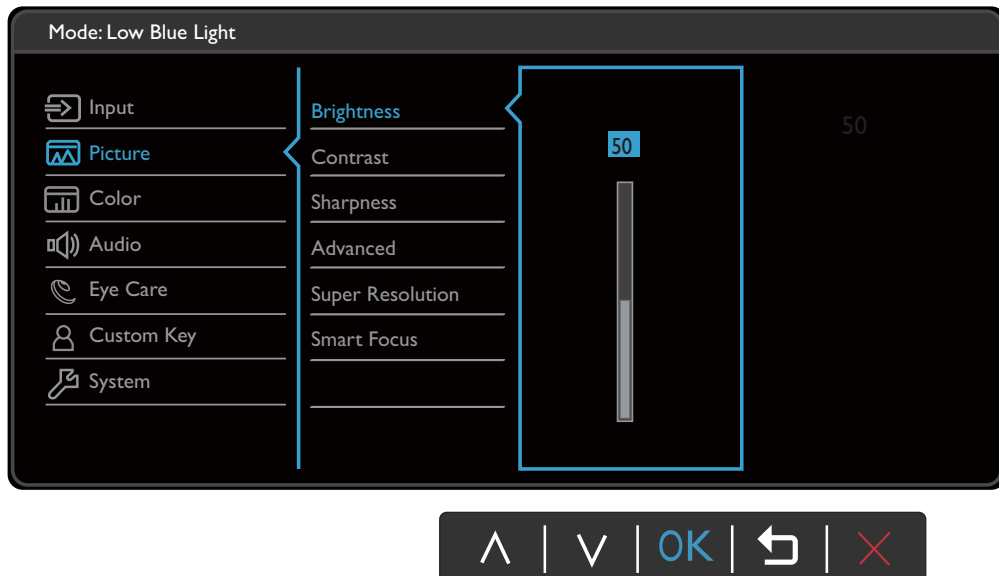 Mode: Low Blue Light
Input
Picture
Color
Audio
Eye Care
Custom Key
System
Brightness
Contrast
Sharpness
Advanced
Super Resolution
Smart Focus
50
50
OK